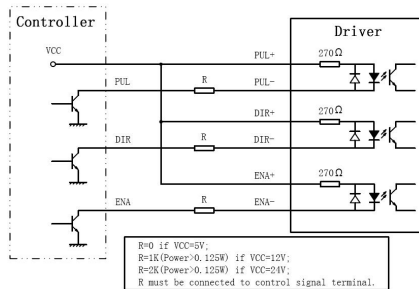 Controller
Driver
VCC
PUL+
270Ω
PUL
R
PUL-
DIR+
270Ω
DIR
R
DIR-
ENA+
270Ω
ENA
R
ENA-
R=0 if VCC=5V;
R=1K(Power>0.125W) if VCC=12V;
R=2K(Power>0.125W) if VCC=24V;
R must be connected to control signal terminal.